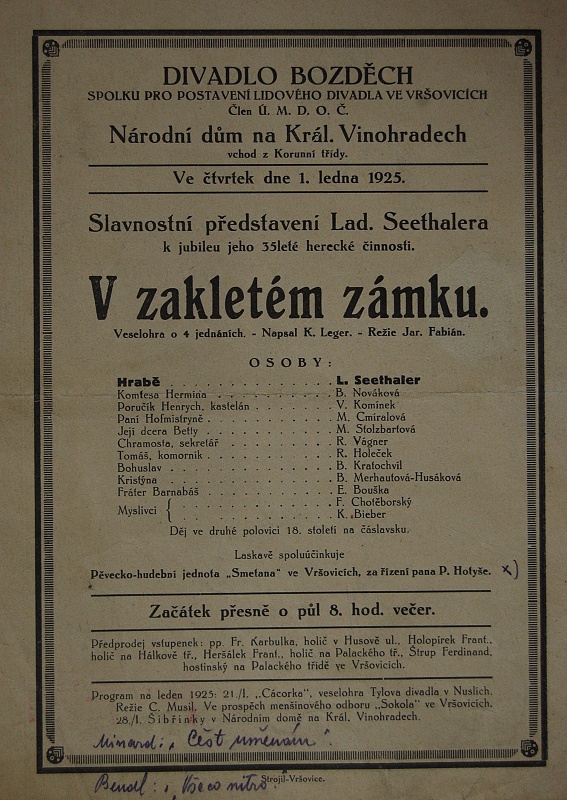 DIVADLO BOZDĚCH
SPOLKU PRO POSTAVENÍ LIDOVÉHO DIVADLA VE VRŠOVICÍCH
Člen Ú. M. D. O. Č.
Národní dům na Král. Vinohradech
vchod z Korunní třídy.
Ve čtvrtek dne 1. ledna 1925.
Slavnostní představení Lad. Seethalera
k jubileu jeho 35leté herecké činnosti.
V zakletém zámku.
Veselohra o 4 jednáních. - Napsal K. Leger. - Režie Jar. Fabián.
OSOBY:
Hrabě . . . . . . . . . . . . L. Seethaler
Komtesa Hermina . . . . . . . . . . B. Nováková
Poručík Henrych, kastelán . . . . . . . V. Kominek
Paní Hofmistryně . . . . . . . . . . M. Cmíralová
Její dcera Betty . . . . . . . . . . M. Stolzbartová
Chramosta, sekretář . . . . . . . . . R. Vágner
Tomáš, komorník . . . . . . . . . . R. Holeček
Bohuslav . . . . . . . . . . . . B. Kratochvil
Kristýna . . . . . . . . . . . . B. Merhautová-Husáková
Fráter Barnabáš . . . . . . . . . . E. Bouška
Myslivci { . . . . . . . . . . F. Chotěborský
. . . . . . . . . . K. Bieber
Děj ve druhé polovici 18. století na čáslavsku.
Laskavě spoluúčinkuje
Pěvecko-hudební jednota „Smetana" ve Vršovicích, za řízení pana P. Hotyše. x)
Začátek přesně o půl 8. hod. večer.
Předprodej vstupenek: pp. Fr. Karbulka, holič v Husově ul., Holopirek Frant.,
holič na Hálkově tř., Heršálek Frant., holič na Palackého tř., Štrup Ferdinand,
hostinský na Palackého třídě ve Vršovicích.
Program na leden 1925: 21./I. „Cácorka", veselohra Tylova divadla v Nuslích.
Režie C. Musil. Ve prospěch menšinového odboru „Sokola" ve Vršovicích.
28./I. Šibřinky v Národním domě na Král. Vinohradech.
„Čest uměnám".
Bendl:
Strojil-Vršovice.